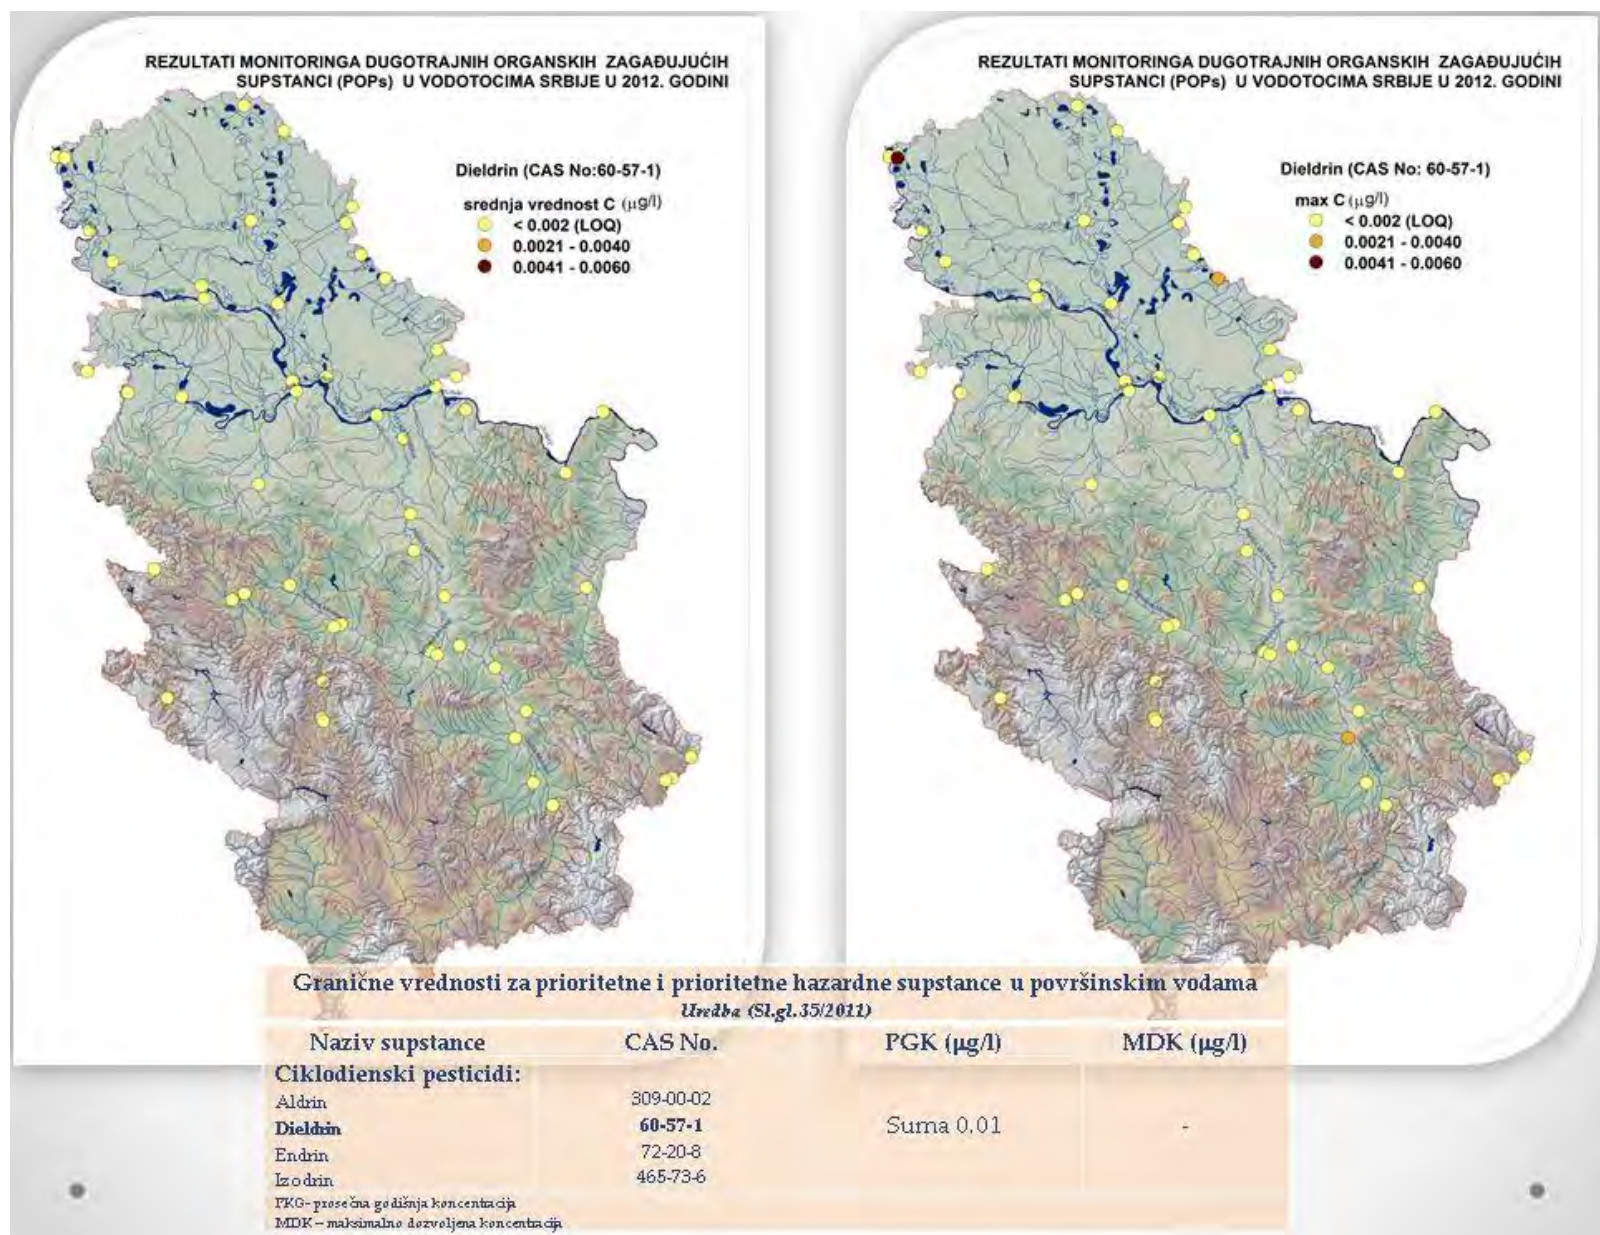 REZULTATI MONITORINGA DUGOTRAJNIH ORGANSKIH ZAGAĐUJUĆIH
SUPSTANCI (POPs) U VODOTOCIMA SRBIJE U 2012. GODINI
Dieldrin (CAS No:60-57-1)
srednja vrednost C (µg/l)
< 0.002 (LOQ)
0.0021 - 0.0040
0.0041 - 0.0060
REZULTATI MONITORINGA DUGOTRAJNIH ORGANSKIH ZAGAĐUJUĆIH
SUPSTANCI (POPs) U VODOTOCIMA SRBIJE U 2012. GODINI
Dieldrin (CAS No: 60-57-1)
max C (µg/l)
< 0.002 (LOQ)
0.0021 - 0.0040
0.0041 - 0.0060
Granične vrednosti za prioritetne i prioritetne hazardne supstance u površinskim vodama
Uredba (Sl.gl.35/2011)
Naziv supstance CAS No. PGK (µg/l) MDK (µg/l)
Ciklodienski pesticidi:
Aldrin 309-00-02
Dieldrin 60-57-1 Suma 0.01 -
Endrin 72-20-8
Izodrin 465-73-6
PKG- prosečna godišnja koncentracija
MDK – maksimalno dozvoljena koncentracija